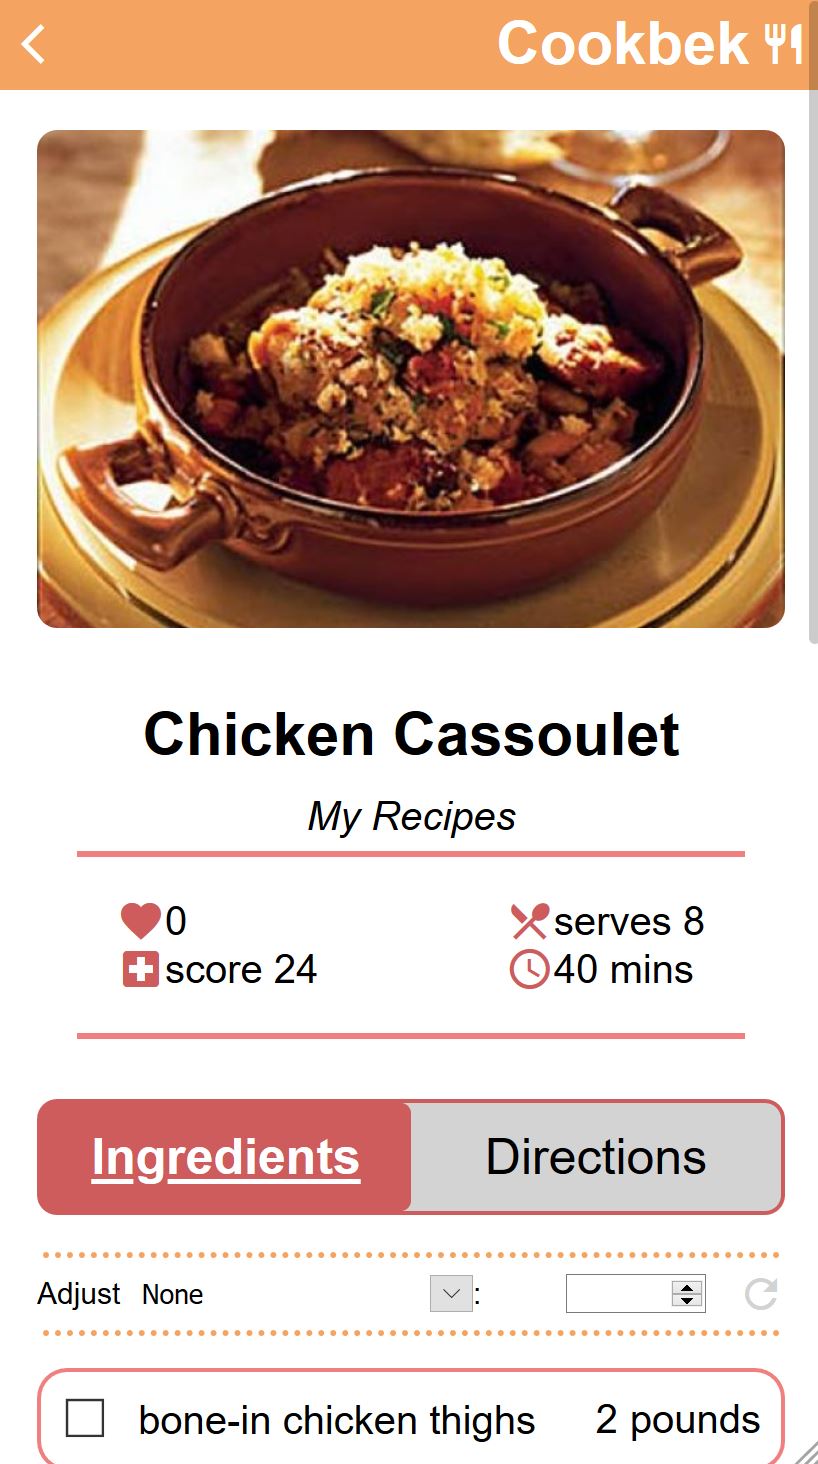 Cookbek
Chicken Cassoulet
My Recipes
0
serves 8
score 24
40 mins
Ingredients
Directions
Adjust None :
bone-in chicken thighs 2 pounds